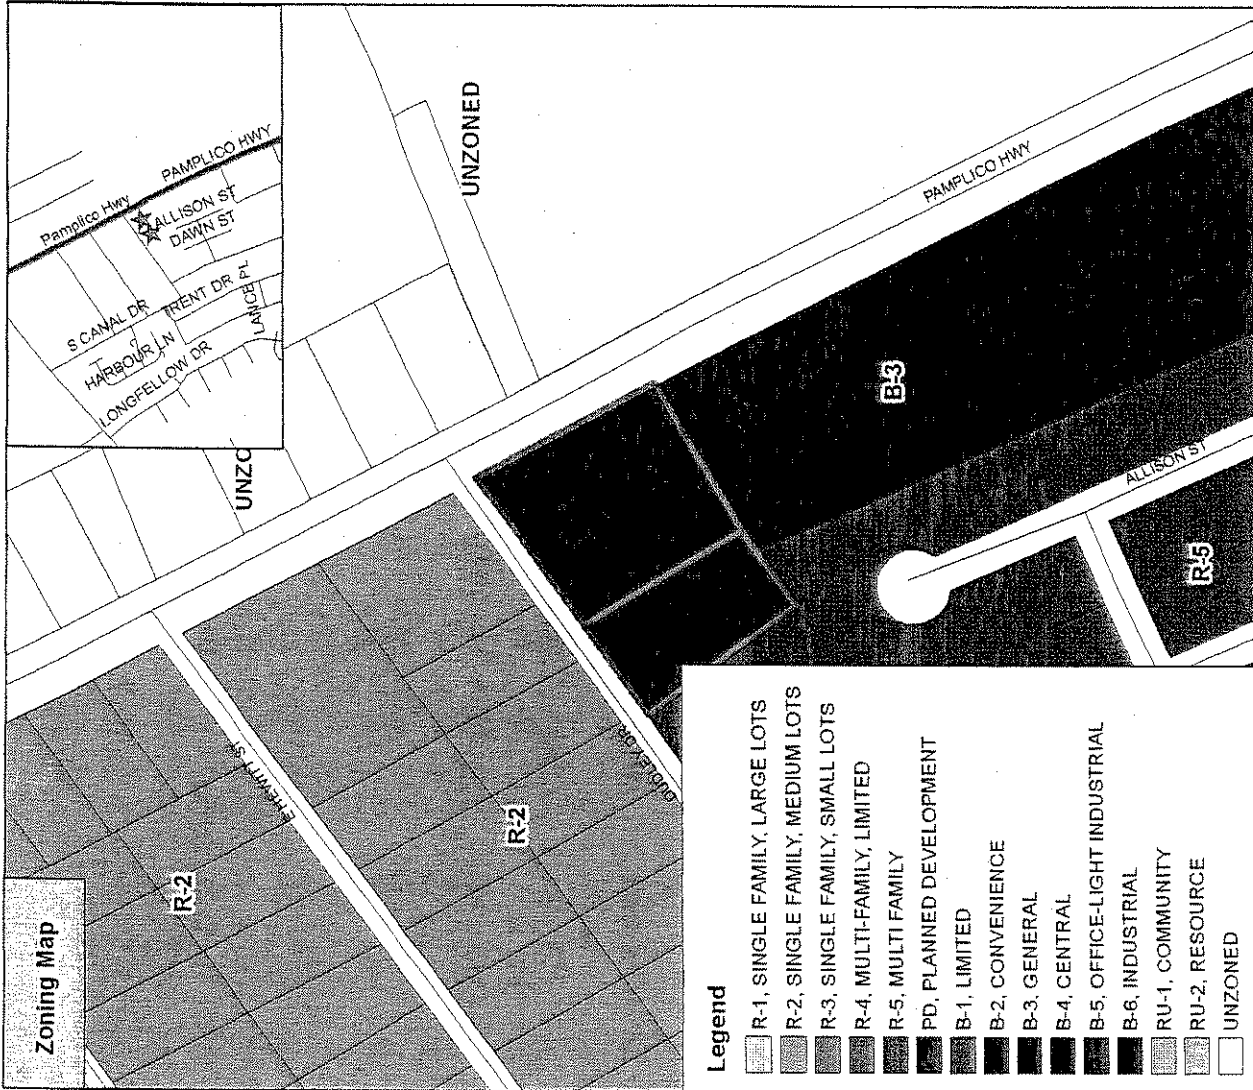 Zoning Map
Pamplico Hwy
PAMPLICO HWY
ALLISON ST
DAWN ST
S CANAL DR
TRENT DR
HARBOUR LN
LANCE PL
LONGFELLOW DR
UNZONED
UNZO
PAMPLICO HWY
B-3
ALLISON ST
R-5
R-2
E HEWITT ST
R-2
DUDLEY DR
Legend
R-1, SINGLE FAMILY, LARGE LOTS
R-2, SINGLE FAMILY, MEDIUM LOTS
R-3, SINGLE FAMILY, SMALL LOTS
R-4, MULTI-FAMILY, LIMITED
R-5, MULTI FAMILY
PD, PLANNED DEVELOPMENT
B-1, LIMITED
B-2, CONVENIENCE
B-3, GENERAL
B-4, CENTRAL
B-5, OFFICE-LIGHT INDUSTRIAL
B-6, INDUSTRIAL
RU-1, COMMUNITY
RU-2, RESOURCE
UNZONED